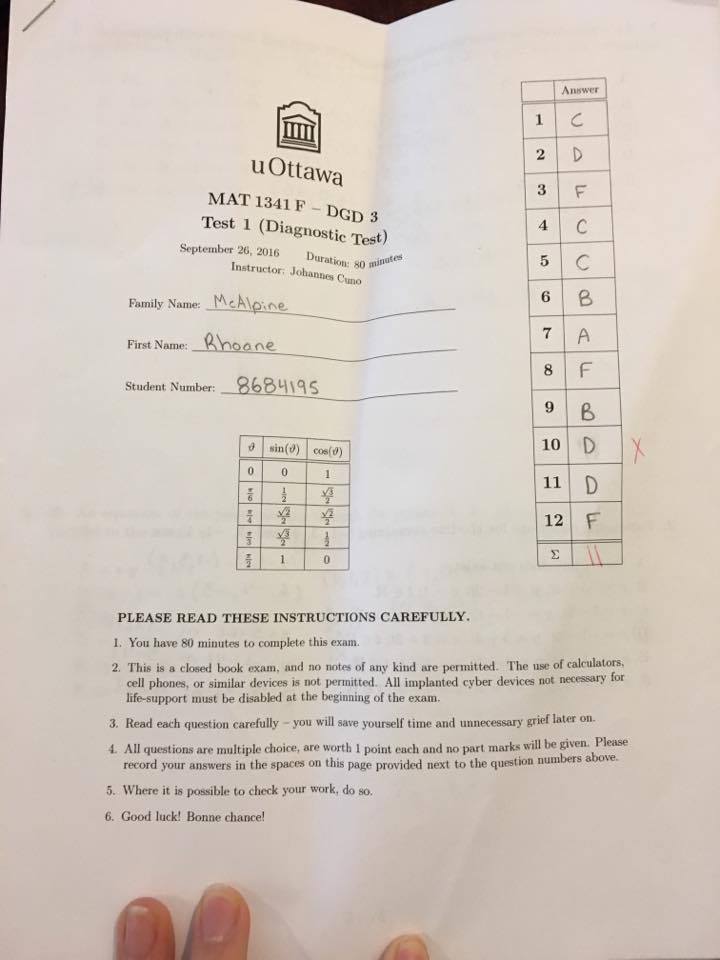 uOttawa
MAT 1341 F – DGD 3
Test 1 (Diagnostic Test)
September 26, 2016 Duration: 80 minutes
Instructor: Johannes Cuno
Family Name: McAlpine
First Name: Rhoane
Student Number: 8684195
Answer
1 C
2 D
3 F
4 C
5 C
6 B
7 A
8 F
9 B
10 D X
11 D
12 F
Σ 11
ϑ sin(ϑ) cos(ϑ)
0 0 1
π/6 1/2 √3/2
π/4 √2/2 √2/2
π/3 √3/2 1/2
π/2 1 0
PLEASE READ THESE INSTRUCTIONS CAREFULLY.
1. You have 80 minutes to complete this exam.
2. This is a closed book exam, and no notes of any kind are permitted. The use of calculators,
cell phones, or similar devices is not permitted. All implanted cyber devices not necessary for
life-support must be disabled at the beginning of the exam.
3. Read each question carefully – you will save yourself time and unnecessary grief later on.
4. All questions are multiple choice, are worth 1 point each and no part marks will be given. Please
record your answers in the spaces on this page provided next to the question numbers above.
5. Where it is possible to check your work, do so.
6. Good luck! Bonne chance!